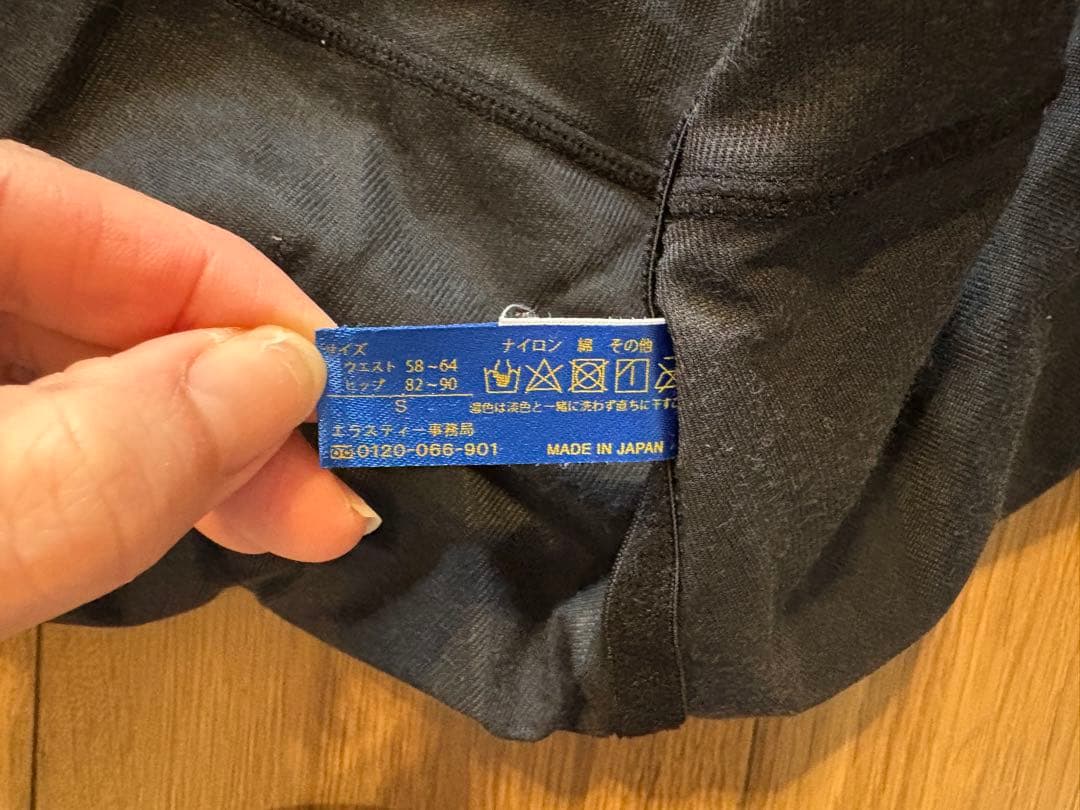 サイズ
ウエスト 58~64
ヒップ 82~90
S
エラスティー事務局
0120-066-901
ナイロン 綿 その他
濃色は淡色と一緒に洗わず直ちに干す
MADE IN JAPAN